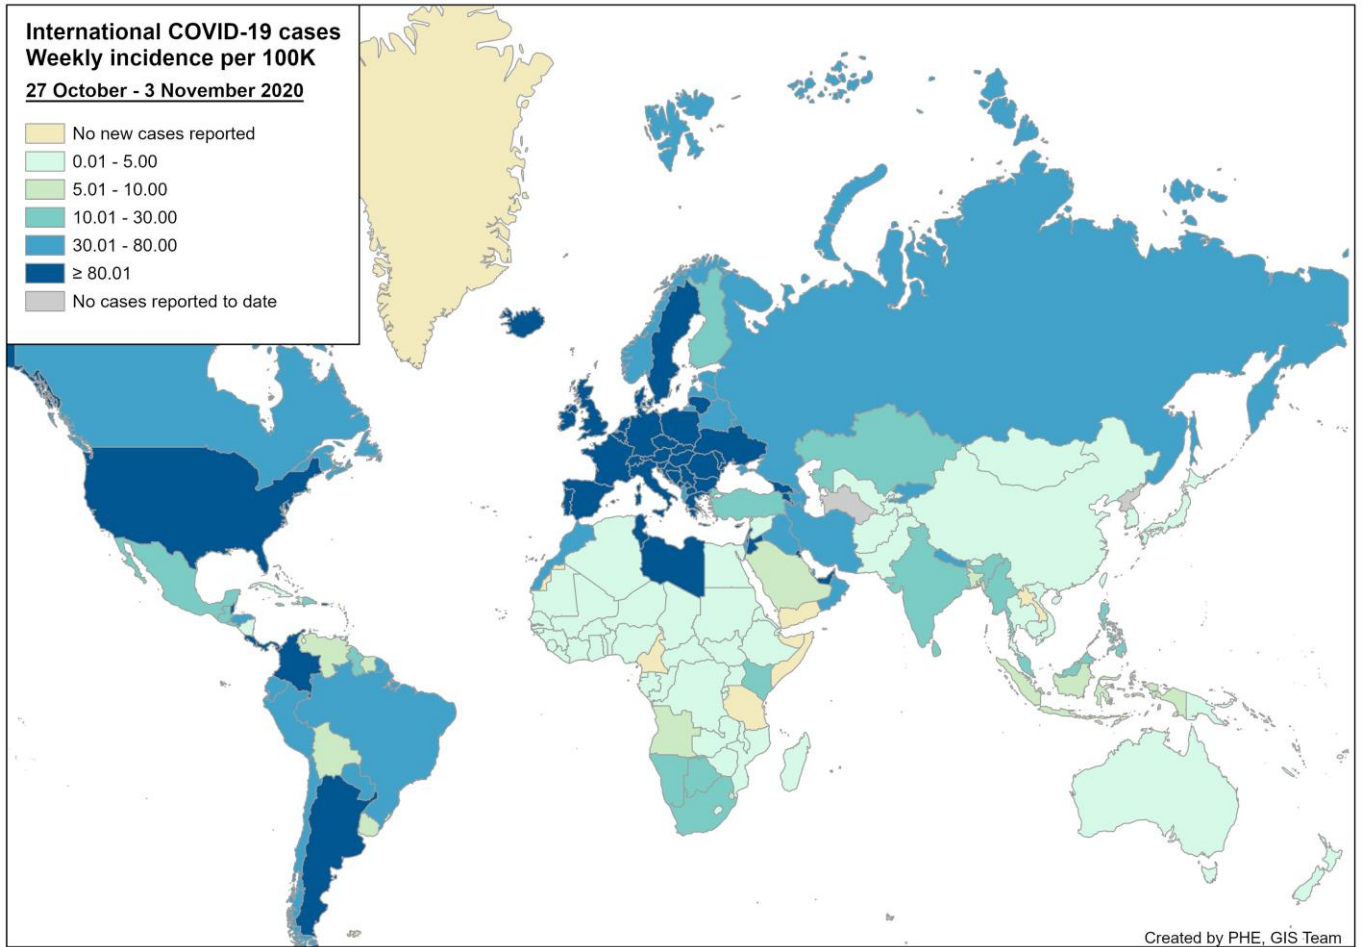 International COVID-19 cases
Weekly incidence per 100K
27 October - 3 November 2020
No new cases reported
0.01 - 5.00
5.01 - 10.00
10.01 - 30.00
30.01 - 80.00
≥ 80.01
No cases reported to date
Created by PHE, GIS Team